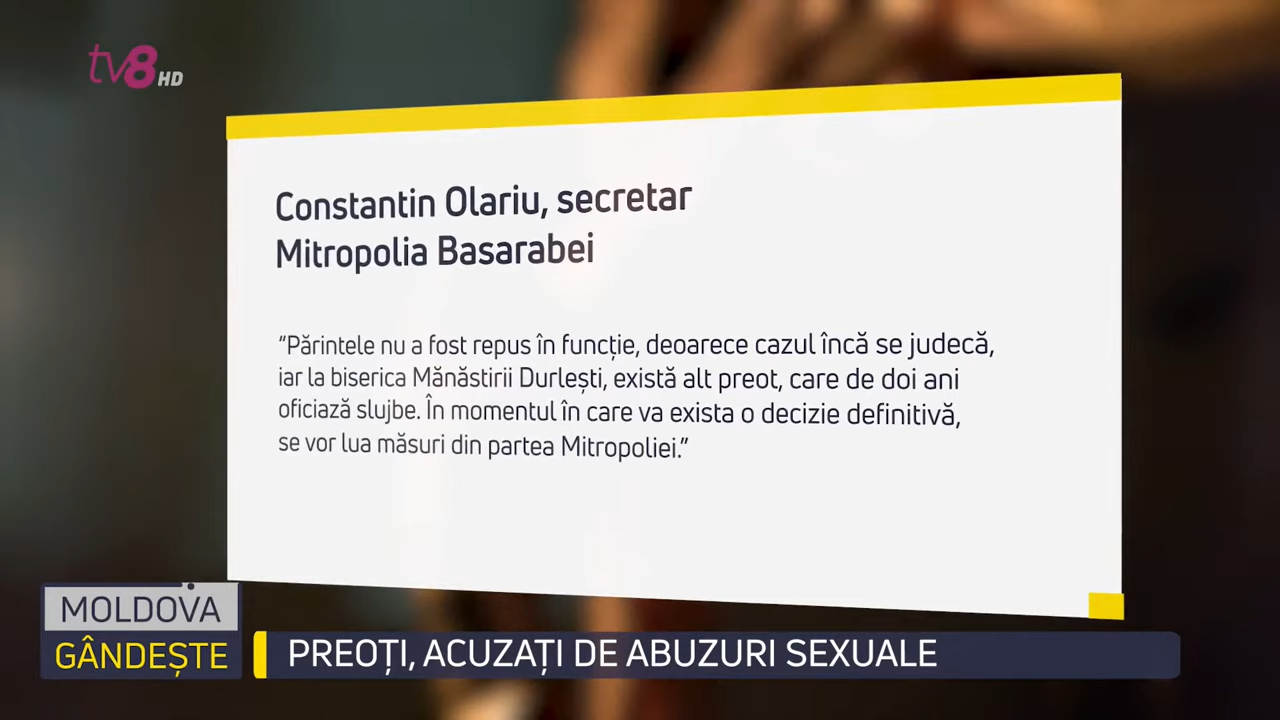 tv8 HD
Constantin Olariu, secretar
Mitropolia Basarabei
“Părintele nu a fost repus în funcție, deoarece cazul încă se judecă,
iar la biserica Mănăstirii Durlești, există alt preot, care de doi ani
oficiază slujbe. În momentul în care va exista o decizie definitivă,
se vor lua măsuri din partea Mitropoliei.”
MOLDOVA
GÂNDEȘTE
PREOȚI, ACUZAȚI DE ABUZURI SEXUALE